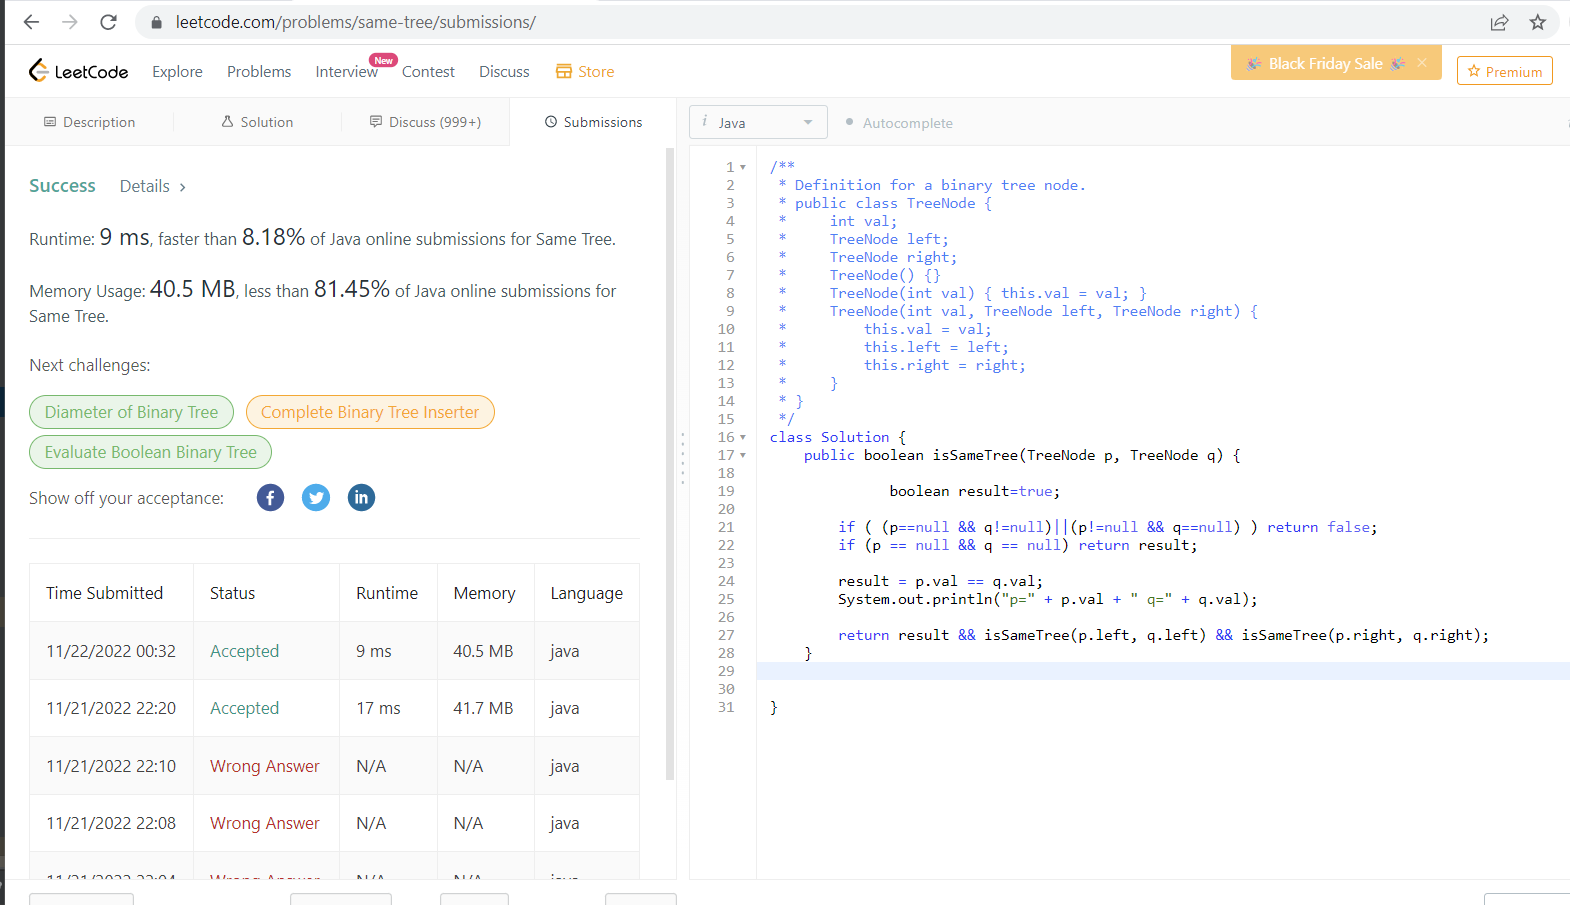 leetcode.com/problems/same-tree/submissions/
LeetCode Explore Problems Interview New Contest Discuss Store Black Friday Sale × Premium
Description Solution Discuss (999+) Submissions
i Java Autocomplete
Success Details >
Runtime: 9 ms, faster than 8.18% of Java online submissions for Same Tree.
Memory Usage: 40.5 MB, less than 81.45% of Java online submissions for
Same Tree.
Next challenges:
Diameter of Binary Tree Complete Binary Tree Inserter
Evaluate Boolean Binary Tree
Show off your acceptance: f in
Time Submitted Status Runtime Memory Language
11/22/2022 00:32 Accepted 9 ms 40.5 MB java
11/21/2022 22:20 Accepted 17 ms 41.7 MB java
11/21/2022 22:10 Wrong Answer N/A N/A java
11/21/2022 22:08 Wrong Answer N/A N/A java
1 /**
2  * Definition for a binary tree node.
3  * public class TreeNode {
4  *     int val;
5  *     TreeNode left;
6  *     TreeNode right;
7  *     TreeNode() {}
8  *     TreeNode(int val) { this.val = val; }
9  *     TreeNode(int val, TreeNode left, TreeNode right) {
10  *         this.val = val;
11  *         this.left = left;
12  *         this.right = right;
13  *     }
14  * }
15  */
16 class Solution {
17     public boolean isSameTree(TreeNode p, TreeNode q) {
18
19               boolean result=true;
20
21         if ( (p==null && q!=null)||(p!=null && q==null) ) return false;
22         if (p == null && q == null) return result;
23
24         result = p.val == q.val;
25         System.out.println("p=" + p.val + " q=" + q.val);
26
27         return result && isSameTree(p.left, q.left) && isSameTree(p.right, q.right);
28     }
29
30
31 }